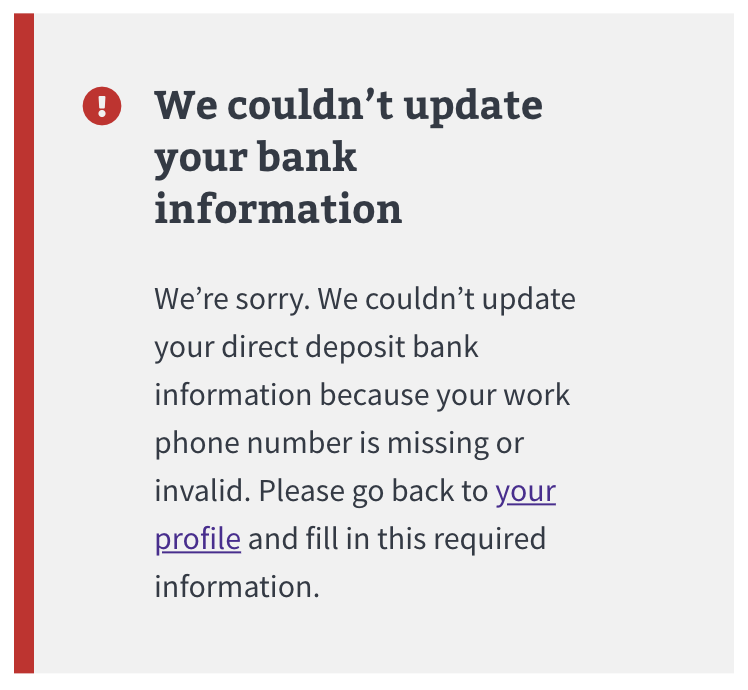 We couldn’t update
your bank
information
We’re sorry. We couldn’t update
your direct deposit bank
information because your work
phone number is missing or
invalid. Please go back to your
profile and fill in this required
information.